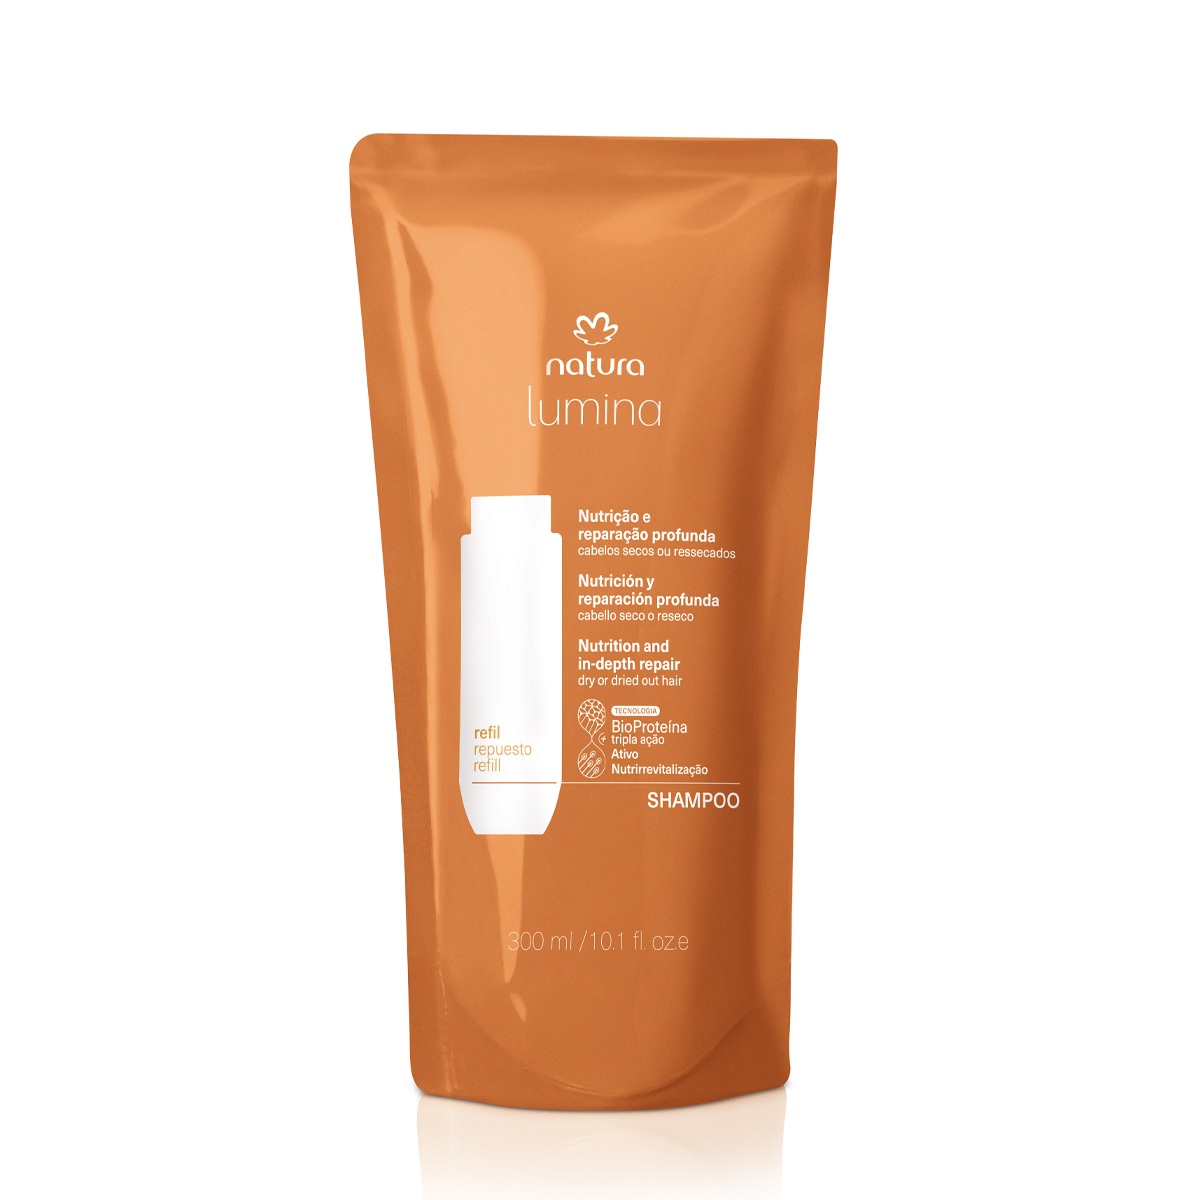 natura
lumina
Nutrição e
reparação profunda
cabelos secos ou ressecados
Nutrición y
reparación profunda
cabello seco o reseco
Nutrition and
in-depth repair
dry or dried out hair
TECNOLOGIA
BioProteína
tripla ação
+
Ativo
Nutrirrevitalização
refil
repuesto
refill
SHAMPOO
300 ml / 10.1 fl. oz.e